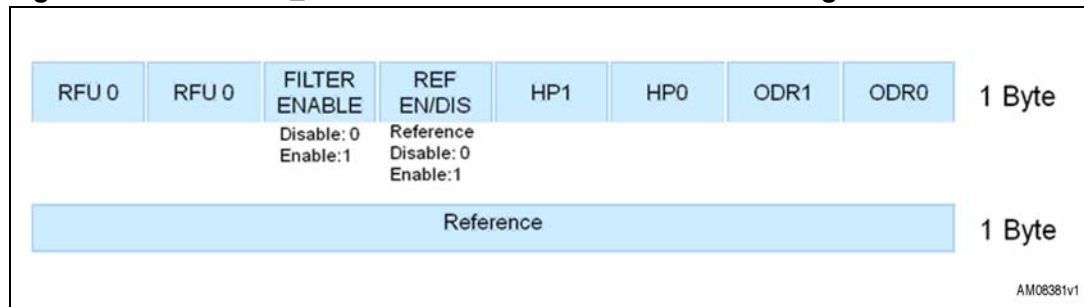 RFU 0 RFU 0 FILTER ENABLE REF EN/DIS HP1 HP0 ODR1 ODR0 1 Byte
Disable: 0 Enable:1
Reference Disable: 0 Enable:1
Reference 1 Byte
AM08381v1